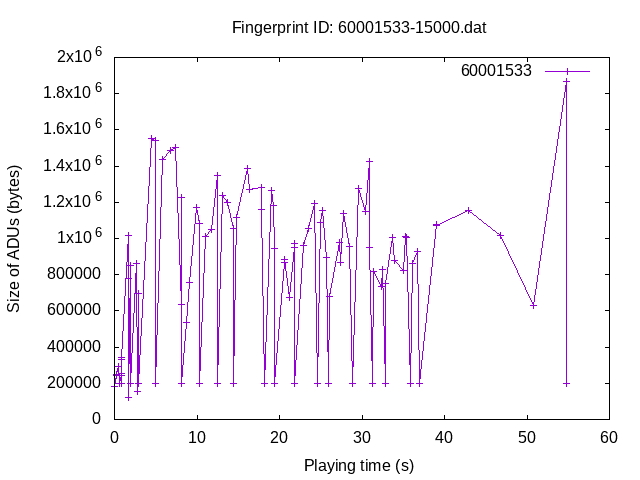 Fingerprint ID: 60001533-15000.dat
60001533
2x10^6
1.8x10^6
1.6x10^6
1.4x10^6
1.2x10^6
1x10^6
800000
600000
400000
200000
0
Size of ADUs (bytes)
0 10 20 30 40 50 60
Playing time (s)